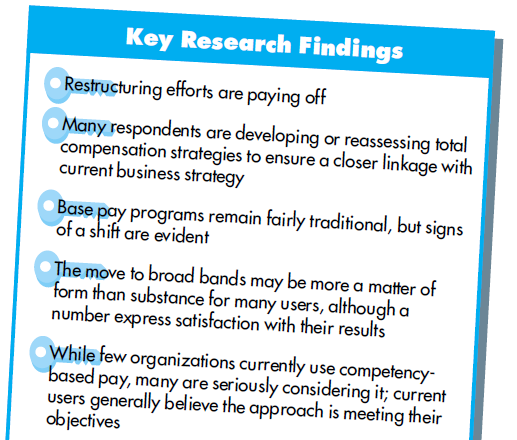 Key Research Findings
Restructuring efforts are paying off
Many respondents are developing or reassessing total
compensation strategies to ensure a closer linkage with
current business strategy
Base pay programs remain fairly traditional, but signs
of a shift are evident
The move to broad bands may be more a matter of
form than substance for many users, although a
number express satisfaction with their results
While few organizations currently use competency-
based pay, many are seriously considering it; current
users generally believe the approach is meeting their
objectives